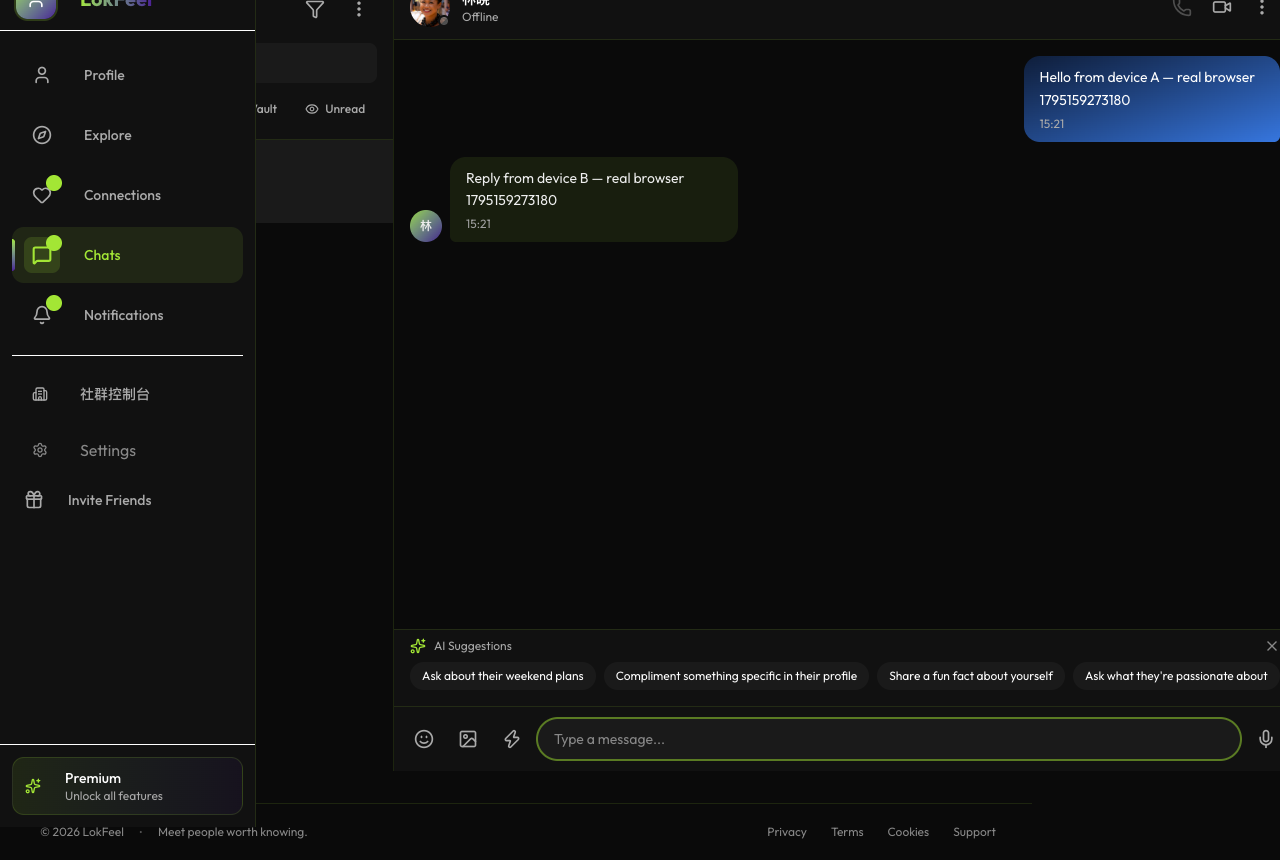 LokFeel
Profile
Explore
Connections
Chats
Notifications
社群控制台
Settings
Invite Friends
Premium
Unlock all features
Unread
Offline
Hello from device A — real browser
1795159273180
15:21
Reply from device B — real browser
1795159273180
15:21
林
AI Suggestions
Ask about their weekend plans
Compliment something specific in their profile
Share a fun fact about yourself
Ask what they're passionate about
Type a message...
© 2026 LokFeel · Meet people worth knowing.
Privacy Terms Cookies Support